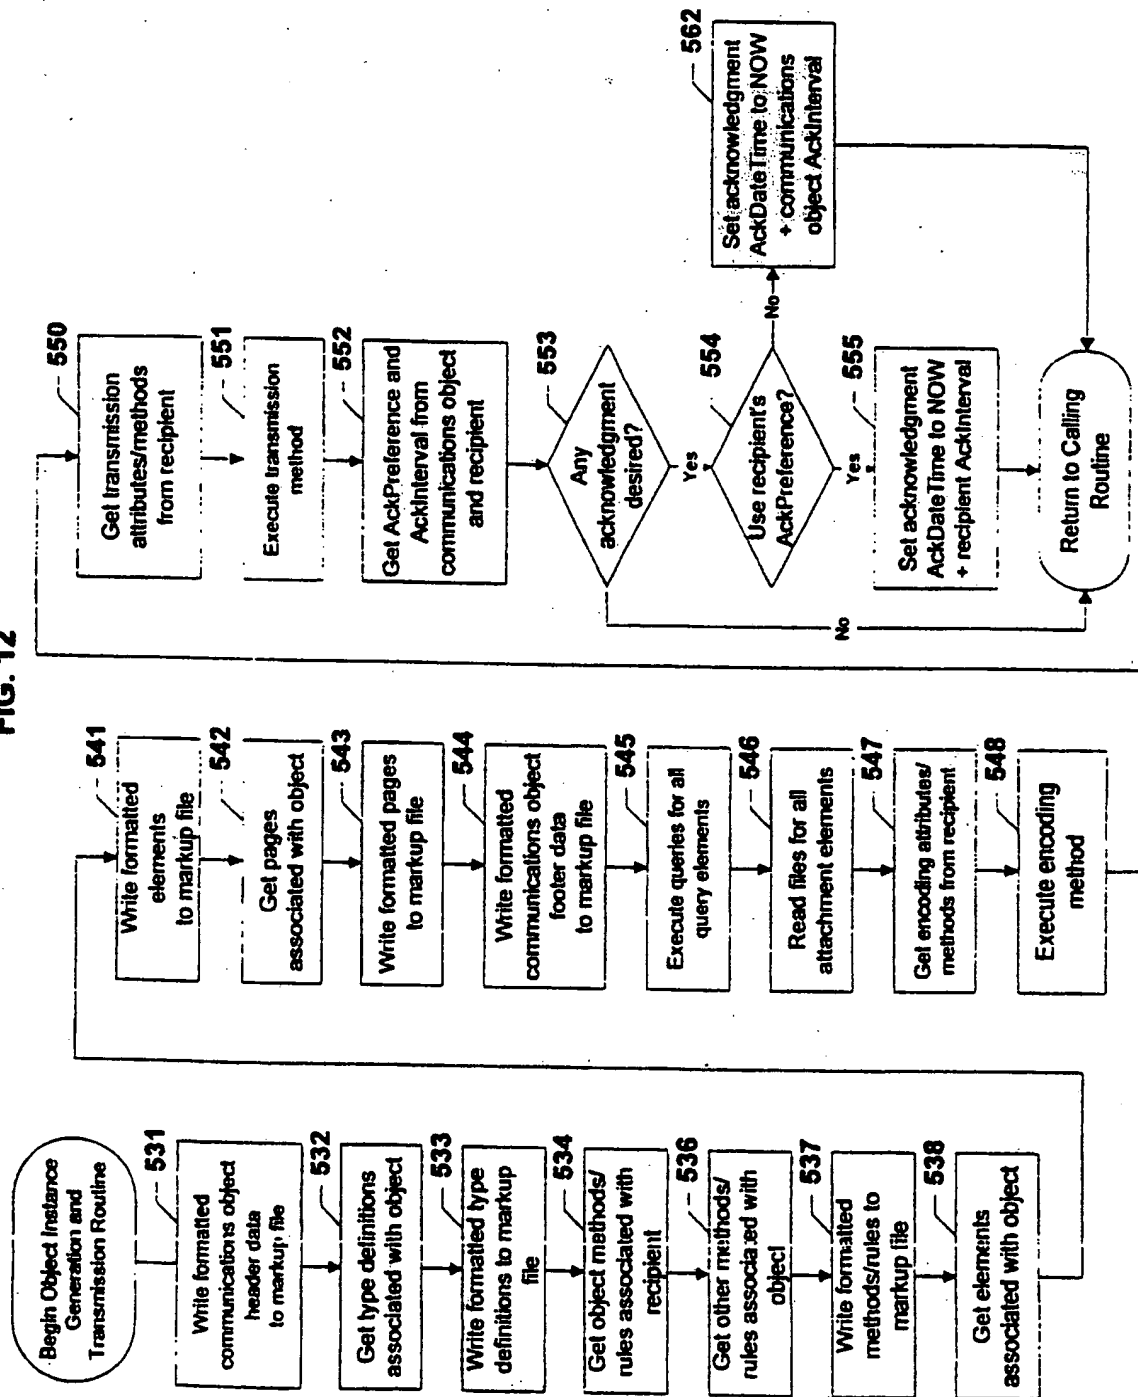 FIG. 12
Begin Object Instance
Generation and
Transmission Routine
531
Write formatted
communications object
header data
to markup file
532
Get type definitions
associated with object
533
Write formatted type
definitions to markup
file
534
Get object methods/
rules associated with
recipient
536
Get other methods/
rules associated with
object
537
Write formatted
methods/rules to
markup file
538
Get elements
associated with object
541
Write formatted
elements
to markup file
542
Get pages
associated with object
543
Write formatted pages
to markup file
544
Write formatted
communications object
footer data
to markup file
545
Execute queries for all
query elements
546
Read files for all
attachment elements
547
Get encoding attributes/
methods from recipient
548
Execute encoding
method
550
Get transmission
attributes/methods
from recipient
551
Execute transmission
method
552
Get AckPreference and
AckInterval from
communications object
and recipient
553
Any
acknowledgment
desired?
Yes
No
554
Use recipient's
AckPreference?
Yes
No
555
Set acknowledgment
AckDateTime to NOW
+ recipient AckInterval
562
Set acknowledgment
AckDateTime to NOW
+ communications
object AckInterval
Return to Calling
Routine